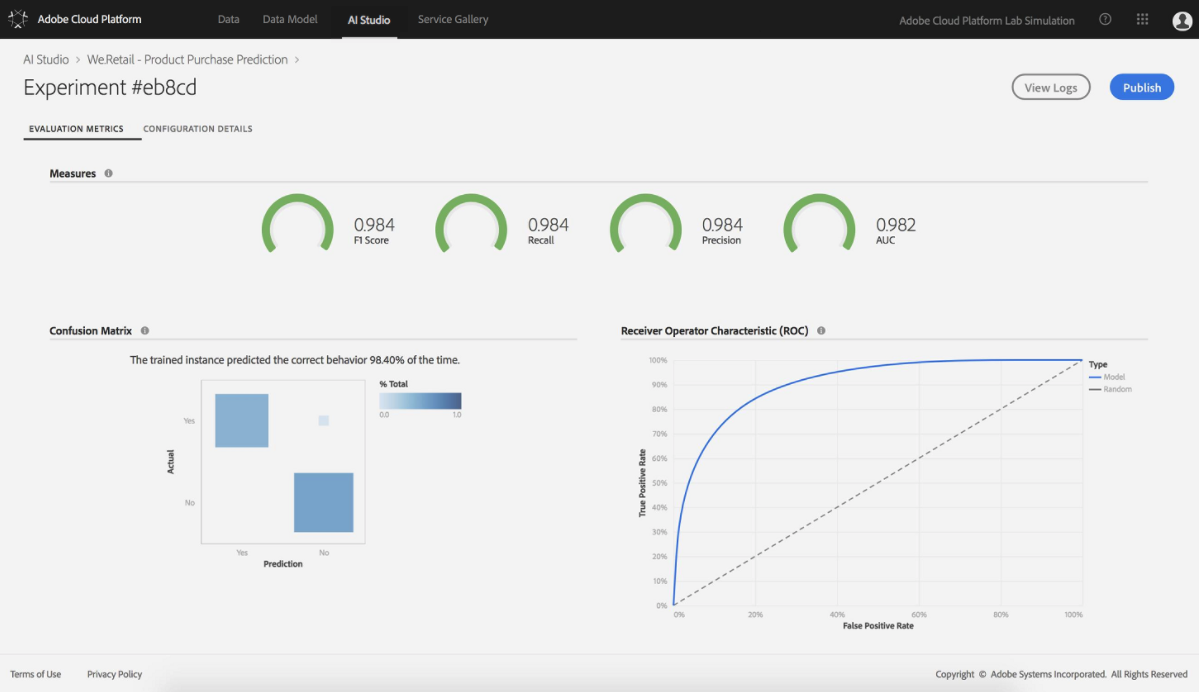 Adobe Cloud Platform
Data
Data Model
AI Studio
Service Gallery
Adobe Cloud Platform Lab Simulation
AI Studio > We.Retail - Product Purchase Prediction >
Experiment #eb8cd
View Logs
Publish
EVALUATION METRICS
CONFIGURATION DETAILS
Measures
0.984
F1 Score
0.984
Recall
0.984
Precision
0.982
AUC
Confusion Matrix
The trained instance predicted the correct behavior 98.40% of the time.
% Total
0.0
1.0
Actual
Yes
No
Yes
No
Prediction
Receiver Operator Characteristic (ROC)
True Positive Rate
100%
90%
80%
70%
60%
50%
40%
30%
20%
10%
0%
0%
20%
40%
60%
80%
100%
False Positive Rate
Type
Model
Random
Terms of Use
Privacy Policy
Copyright © Adobe Systems Incorporated. All Rights Reserved